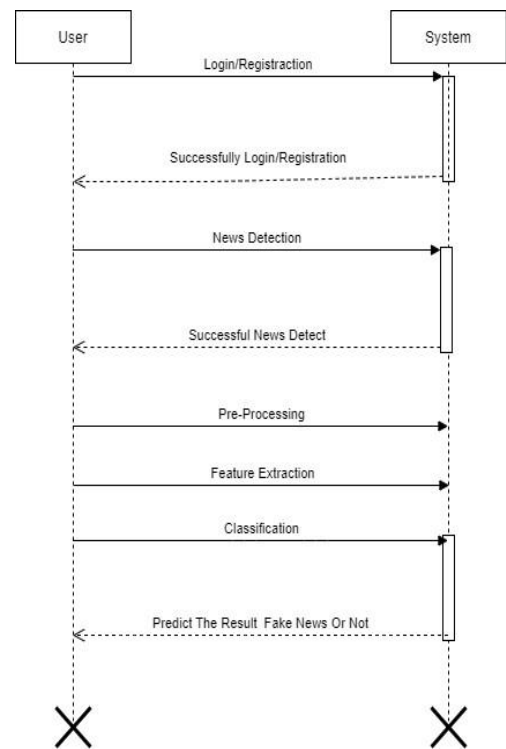 User
System
Login/Registraction
Successfully Login/Registration
News Detection
Successful News Detect
Pre-Processing
Feature Extraction
Classification
Predict The Result Fake News Or Not